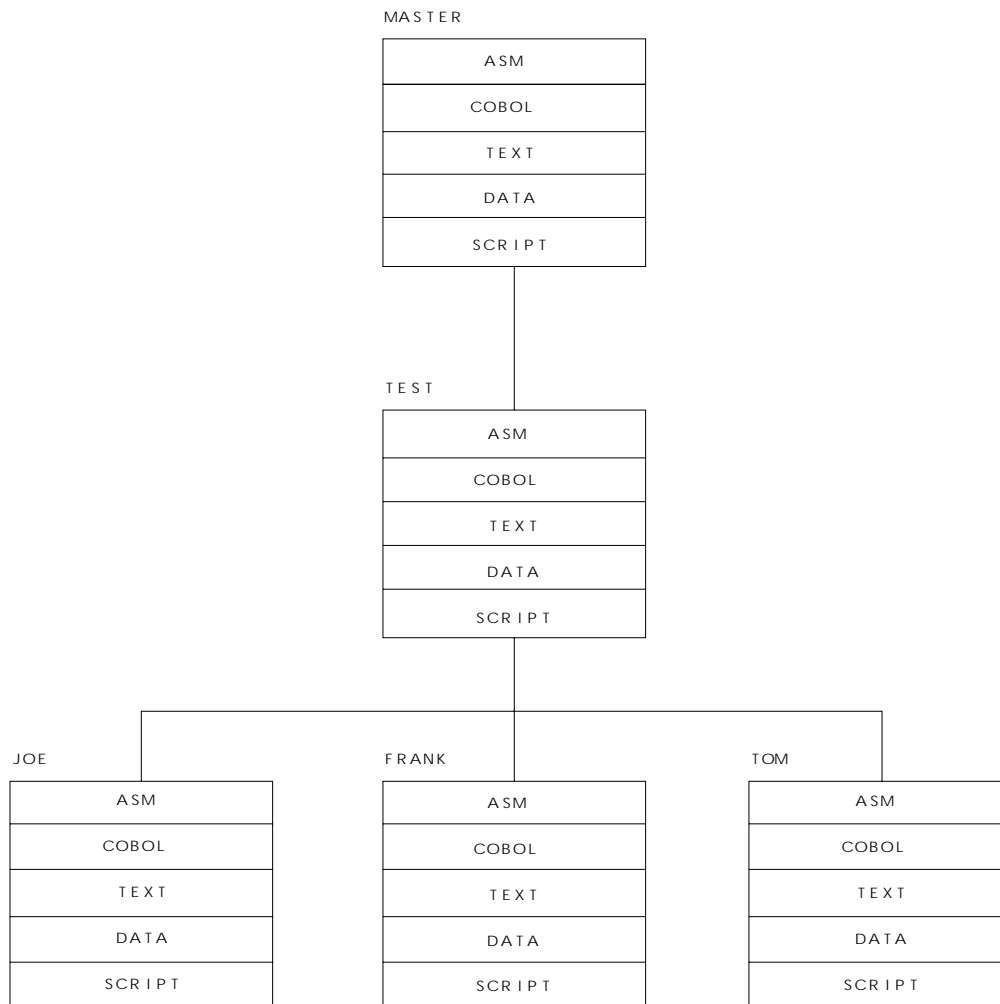 MASTER
ASM
COBOL
TEXT
DATA
SCRIPT
TEST
ASM
COBOL
TEXT
DATA
SCRIPT
JOE
ASM
COBOL
TEXT
DATA
SCRIPT
FRANK
ASM
COBOL
TEXT
DATA
SCRIPT
TOM
ASM
COBOL
TEXT
DATA
SCRIPT